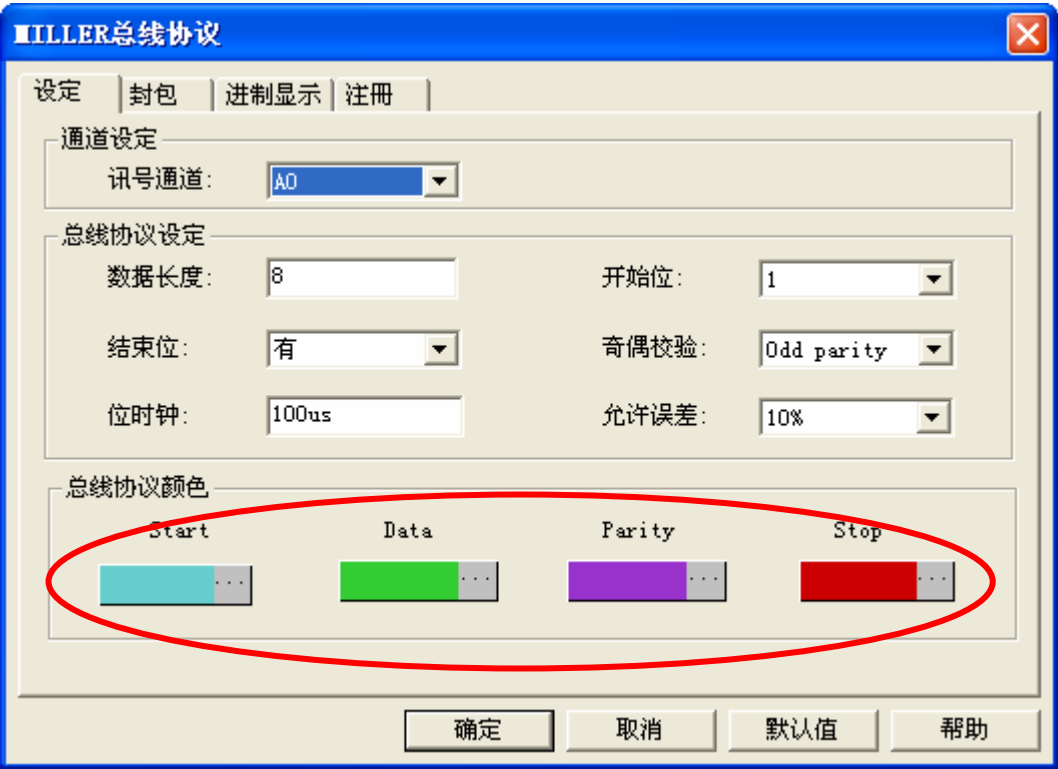 MILLER总线协议
设定 封包 进制显示 注册
通道设定
讯号通道: A0
总线协议设定
数据长度: 8 开始位: 1
结束位: 有 奇偶校验: Odd parity
位时钟: 100us 允许误差: 10%
总线协议颜色
Start Data Parity Stop
... ... ... ...
确定 取消 默认值 帮助